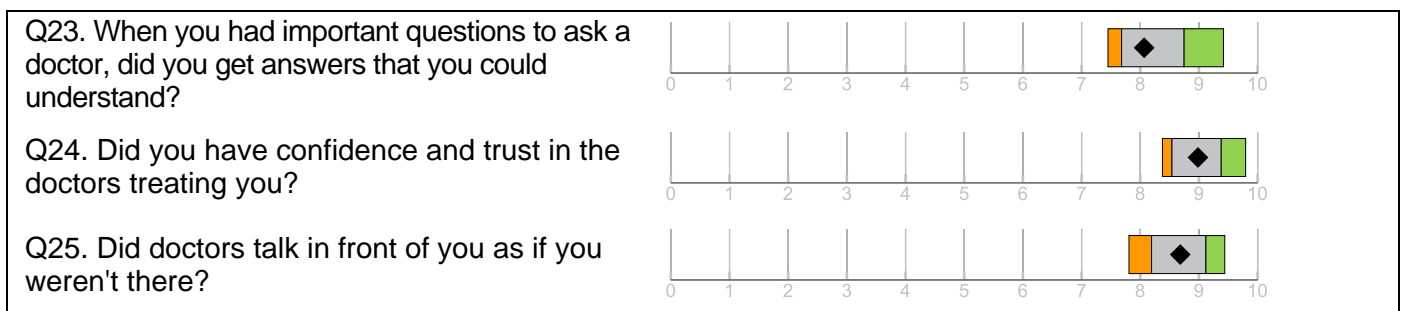 Q23. When you had important questions to ask a
doctor, did you get answers that you could
understand?
0 1 2 3 4 5 6 7 8 9 10
Q24. Did you have confidence and trust in the
doctors treating you?
0 1 2 3 4 5 6 7 8 9 10
Q25. Did doctors talk in front of you as if you
weren't there?
0 1 2 3 4 5 6 7 8 9 10